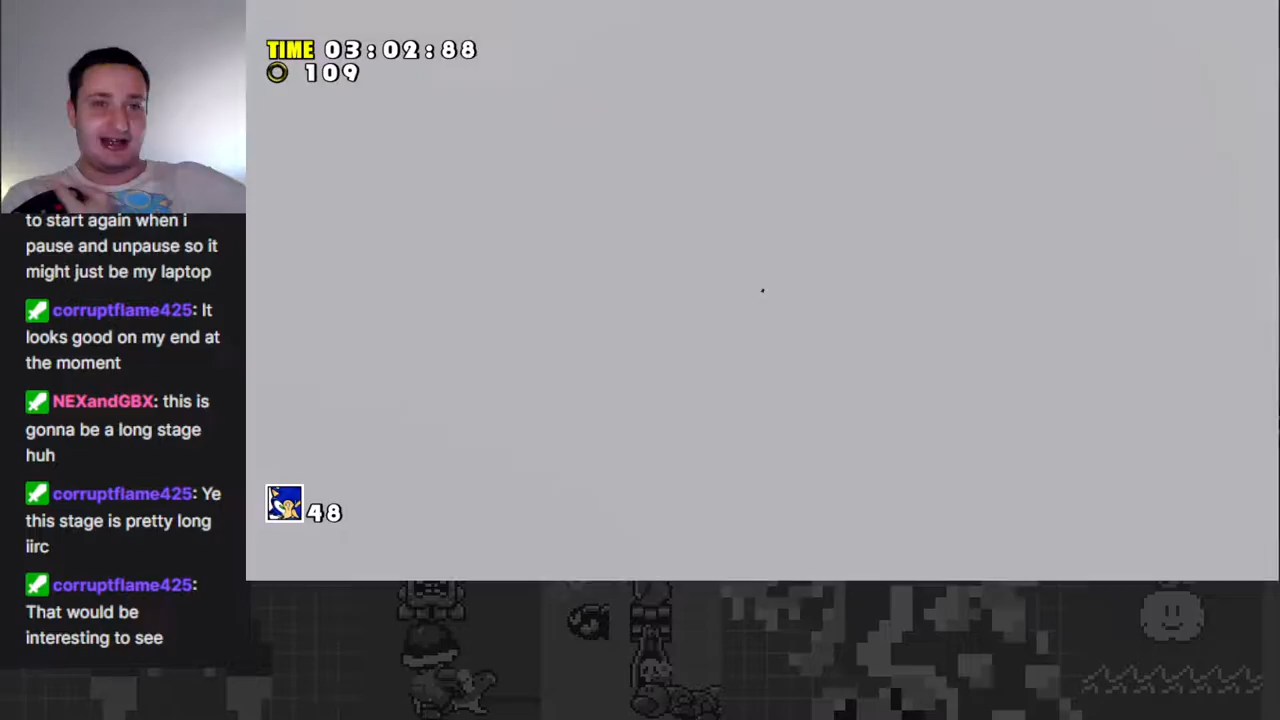 TIME 03:02:88
109
to start again when i
pause and unpause so it
might just be my laptop
corruptflame425: It
looks good on my end at
the moment
NEXandGBX: this is
gonna be a long stage
huh
corruptflame425: Ye
this stage is pretty long
iirc
corruptflame425:
That would be
interesting to see
48